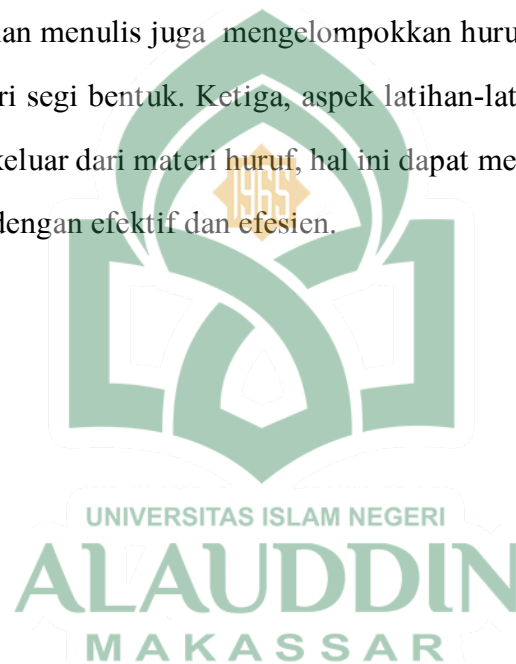 an menulis juga mengelompokkan huru
ri segi bentuk. Ketiga, aspek latihan-lat
keluar dari materi huruf, hal ini dapat me
dengan efektif dan efesien.
1965
UNIVERSITAS ISLAM NEGERI
ALAUDDIN
MAKASSAR